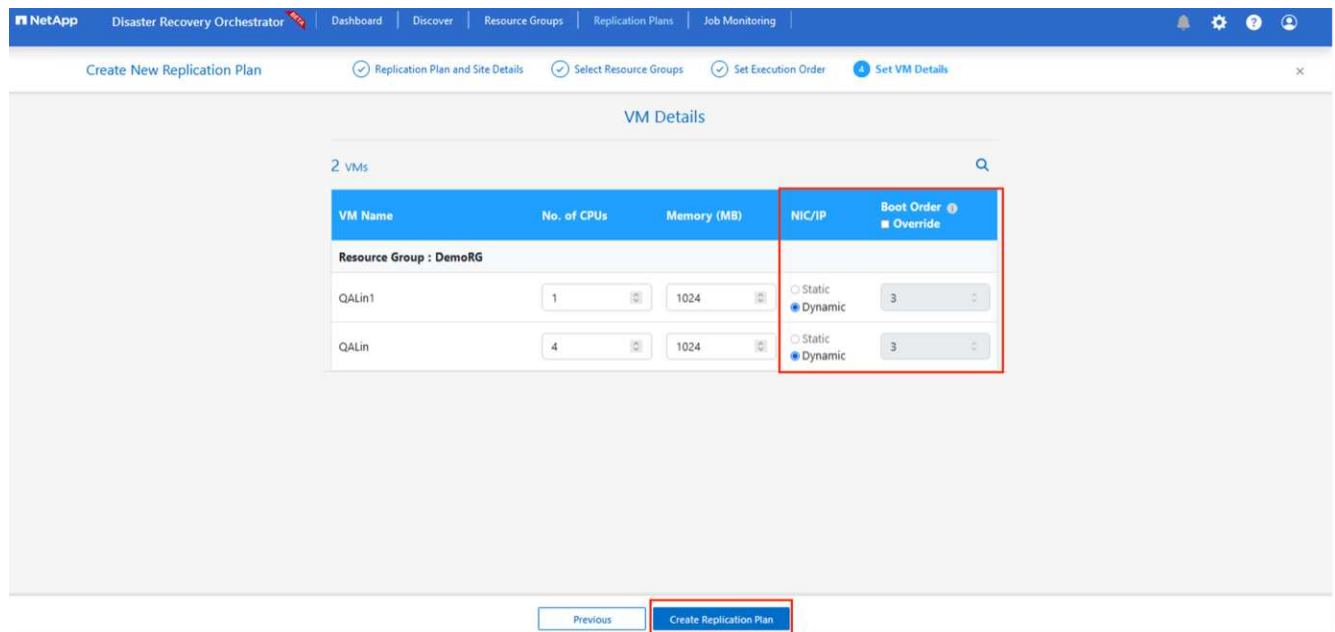 NetApp Disaster Recovery Orchestrator BETA Dashboard Discover Resource Groups Replication Plans Job Monitoring
Create New Replication Plan Replication Plan and Site Details Select Resource Groups Set Execution Order 4 Set VM Details
VM Details
2 VMs
VM Name No. of CPUs Memory (MB) NIC/IP Boot Order Override
Resource Group : DemoRG
QALin1 1 1024 Static Dynamic 3
QALin 4 1024 Static Dynamic 3
Previous Create Replication Plan